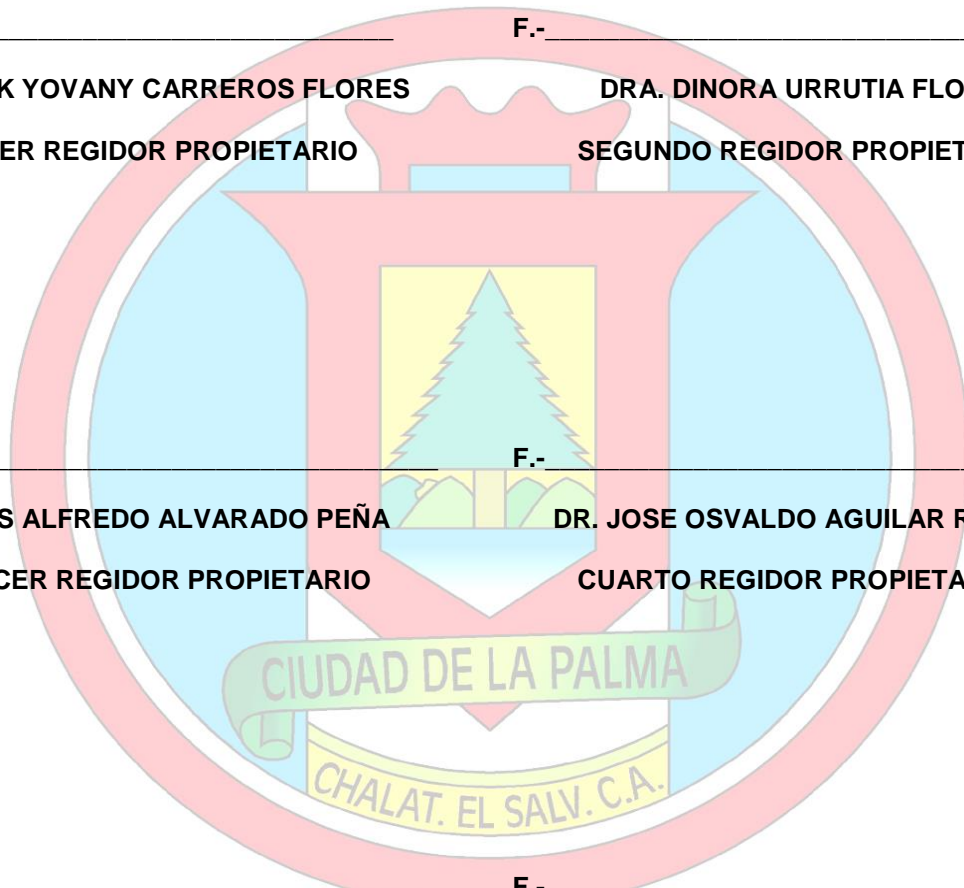 F.-
K YOVANY CARREROS FLORES DRA. DINORA URRUTIA FLO
ER REGIDOR PROPIETARIO SEGUNDO REGIDOR PROPIET
F.-
S ALFREDO ALVARADO PEÑA DR. JOSE OSVALDO AGUILAR R
CER REGIDOR PROPIETARIO CUARTO REGIDOR PROPIETA
CIUDAD DE LA PALMA
CHALAT. EL SALV. C.A.
F.-